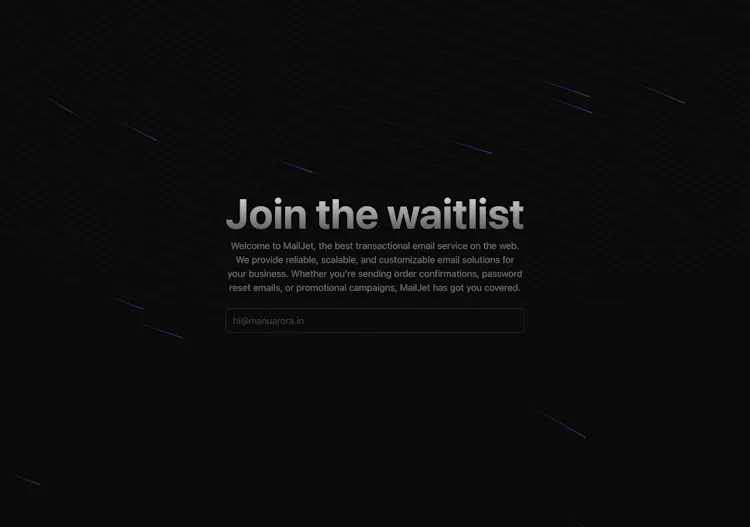 Join the waitlist
Welcome to MailJet, the best transactional email service on the web.
We provide reliable, scalable, and customizable email solutions for
your business. Whether you're sending order confirmations, password
reset emails, or promotional campaigns, MailJet has got you covered.
hi@manuarora.in